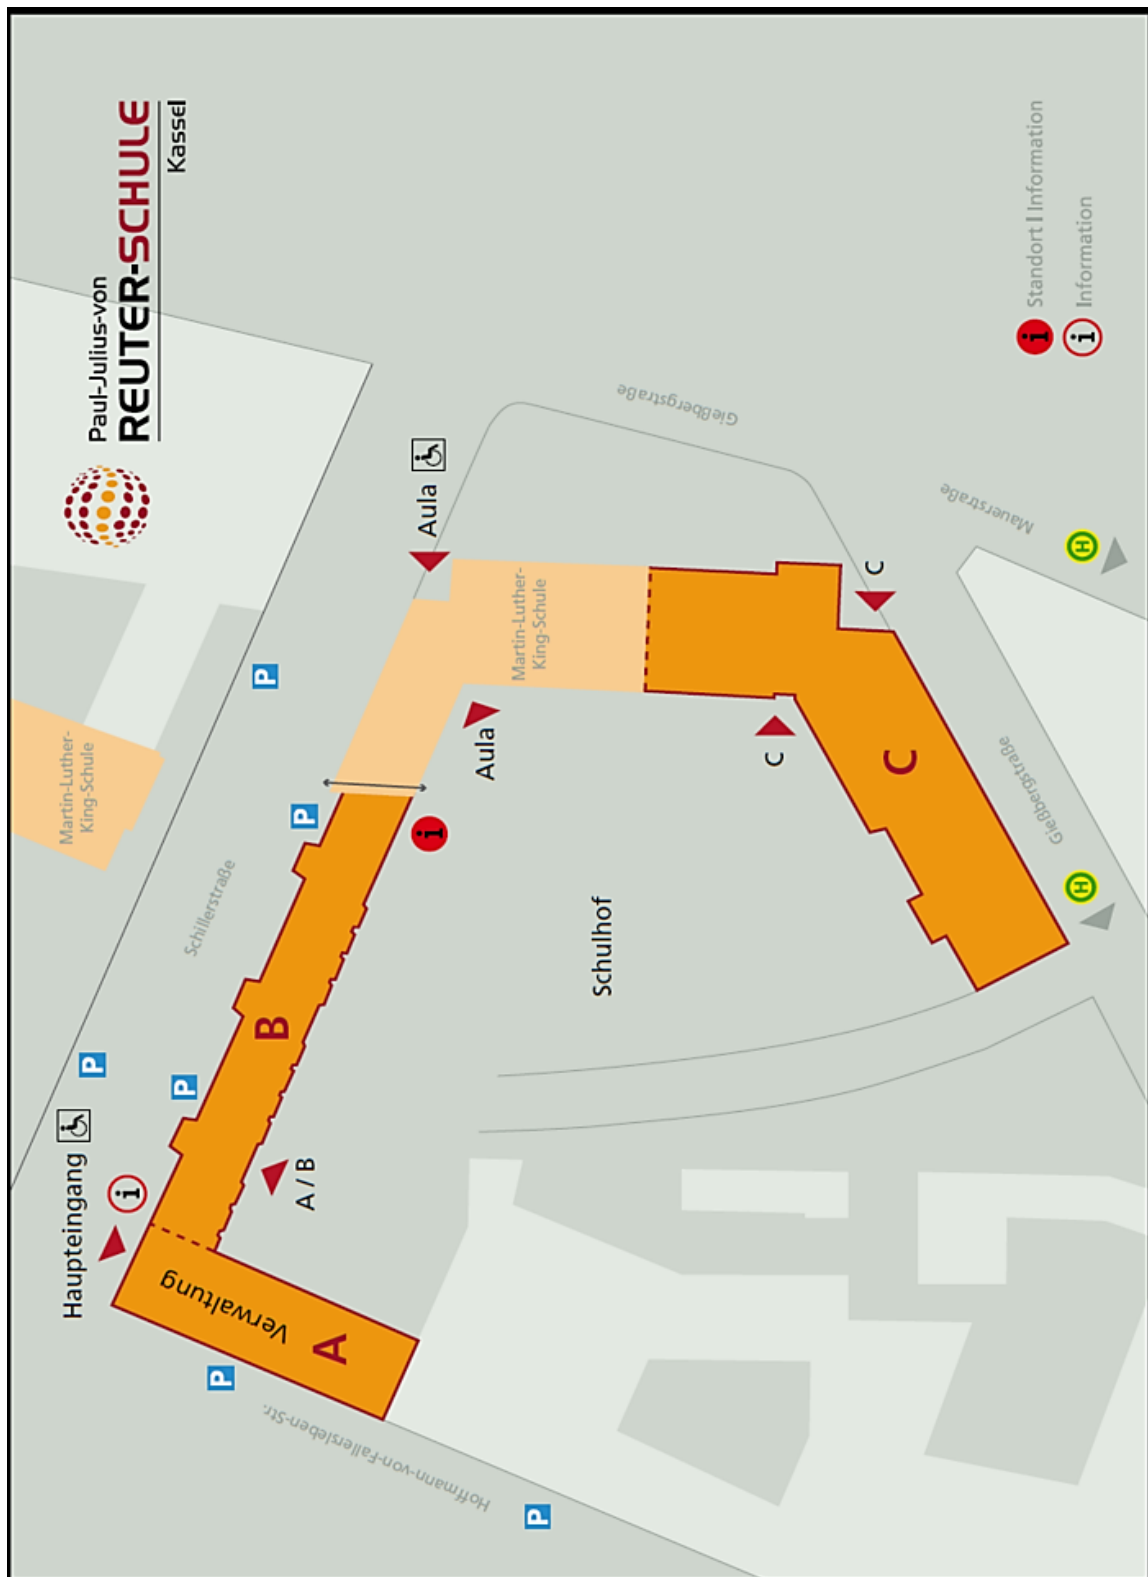 Paul-Julius-von
REUTER-SCHULE
Kassel
Martin-Luther-
King-Schule
P
P
P
P
P
P
Schillerstraße
Haupteingang
i
Aula
Martin-Luther-
King-Schule
Aula
i
B
A / B
Verwaltung
A
Hoffmann-von-Fallersleben-Str.
Schulhof
C
C
C
Gießbergstraße
Gießbergstraße
Mauerstraße
H
H
i Standort I Information
i Information